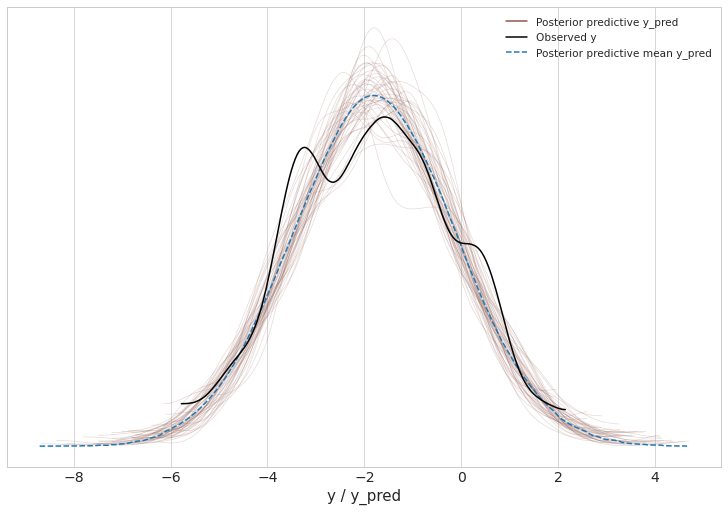 Posterior predictive y_pred
Observed y
Posterior predictive mean y_pred
−8 −6 −4 −2 0 2 4
y / y_pred